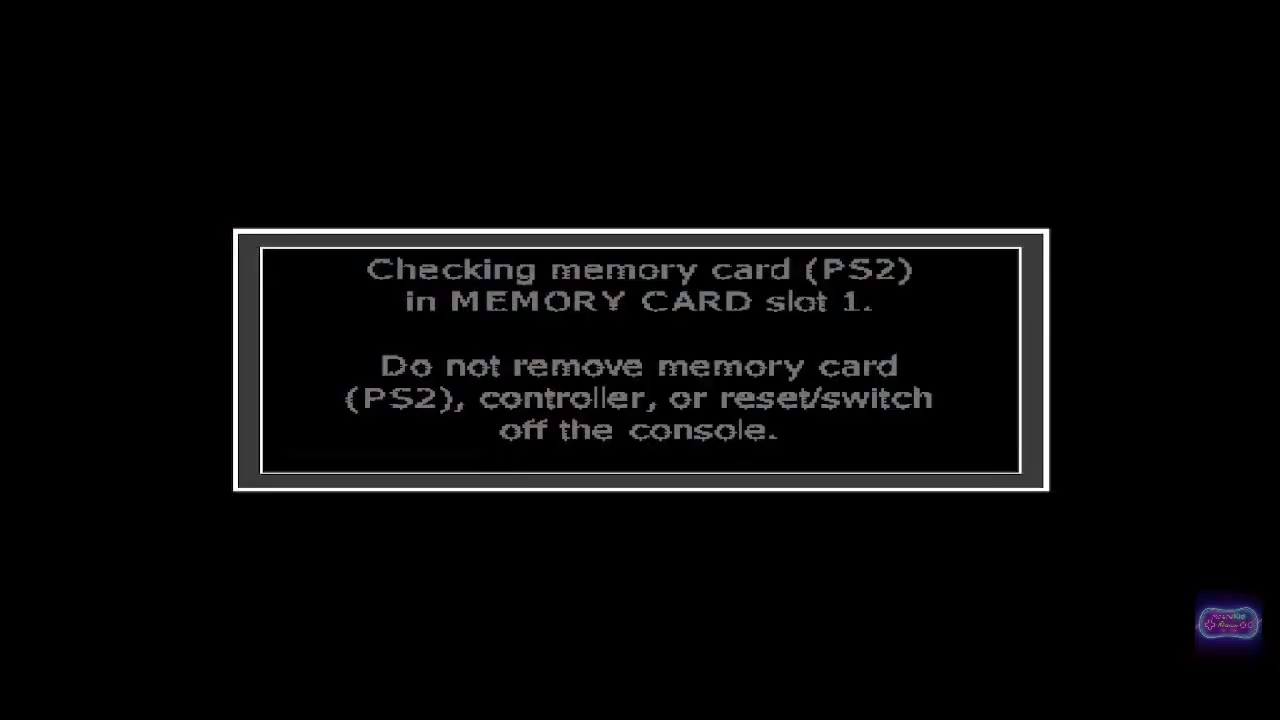 Checking memory card (PS2)
in MEMORY CARD slot 1.
Do not remove memory card
(PS2), controller, or reset/switch
off the console.